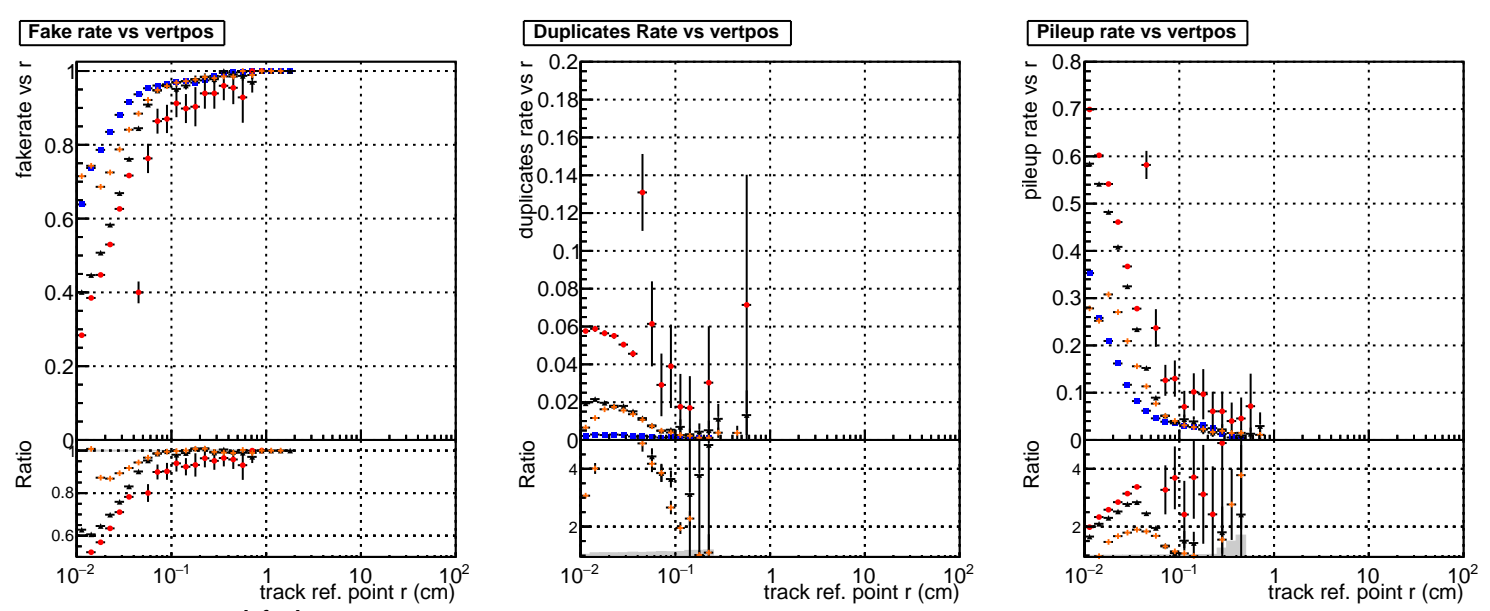 Fake rate vs vertpos
fakerate vs r
1
0.8
0.6
0.4
0.2
0
Ratio
1
0.8
0.6
10⁻² 10⁻¹ 1 10 10²
track ref. point r (cm)
Duplicates Rate vs vertpos
duplicates rate vs r
0.2
0.18
0.16
0.14
0.12
0.1
0.08
0.06
0.04
0.02
0
Ratio
4
2
10⁻² 10⁻¹ 1 10 10²
track ref. point r (cm)
Pileup rate vs vertpos
pileup rate vs r
0.8
0.7
0.6
0.5
0.4
0.3
0.2
0.1
0
Ratio
4
2
10⁻² 10⁻¹ 1 10 10²
track ref. point r (cm)